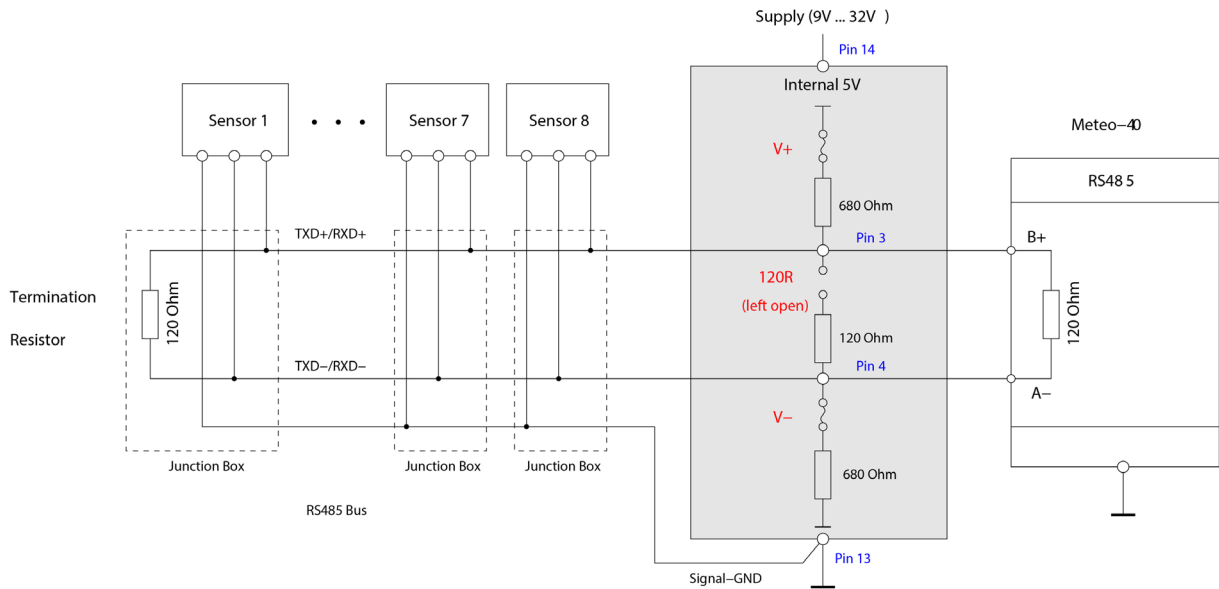 Supply (9V ... 32V )
Pin 14
Internal 5V
Sensor 1
Sensor 7
Sensor 8
Meteo–40
V+
RS48 5
680 Ohm
TXD+/RXD+
Pin 3
B+
120R
(left open)
Termination
Resistor
120 Ohm
120 Ohm
120 Ohm
TXD–/RXD–
Pin 4
A–
V–
Junction Box
Junction Box
Junction Box
680 Ohm
RS485 Bus
Pin 13
Signal–GND